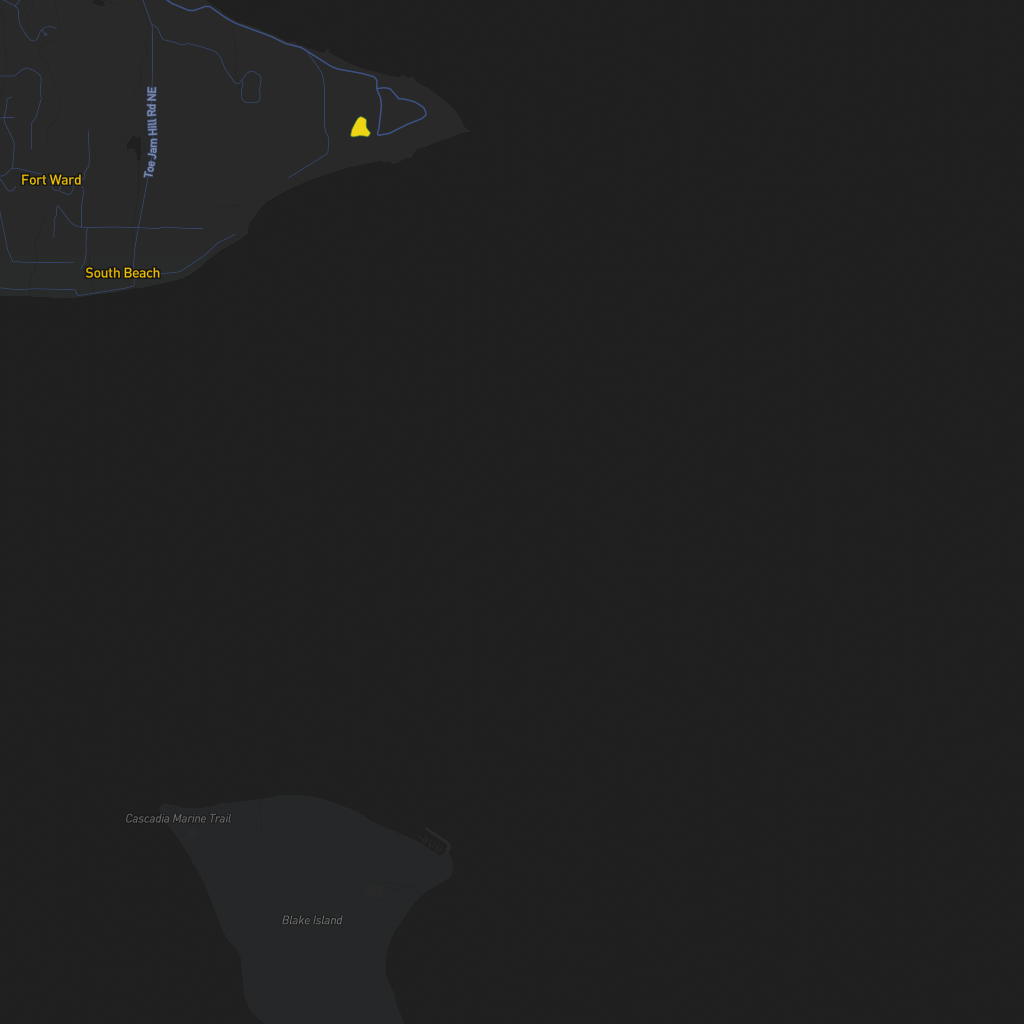 Toe Jam Hill Rd NE
Fort Ward
South Beach
Cascadia Marine Trail
Blake Island